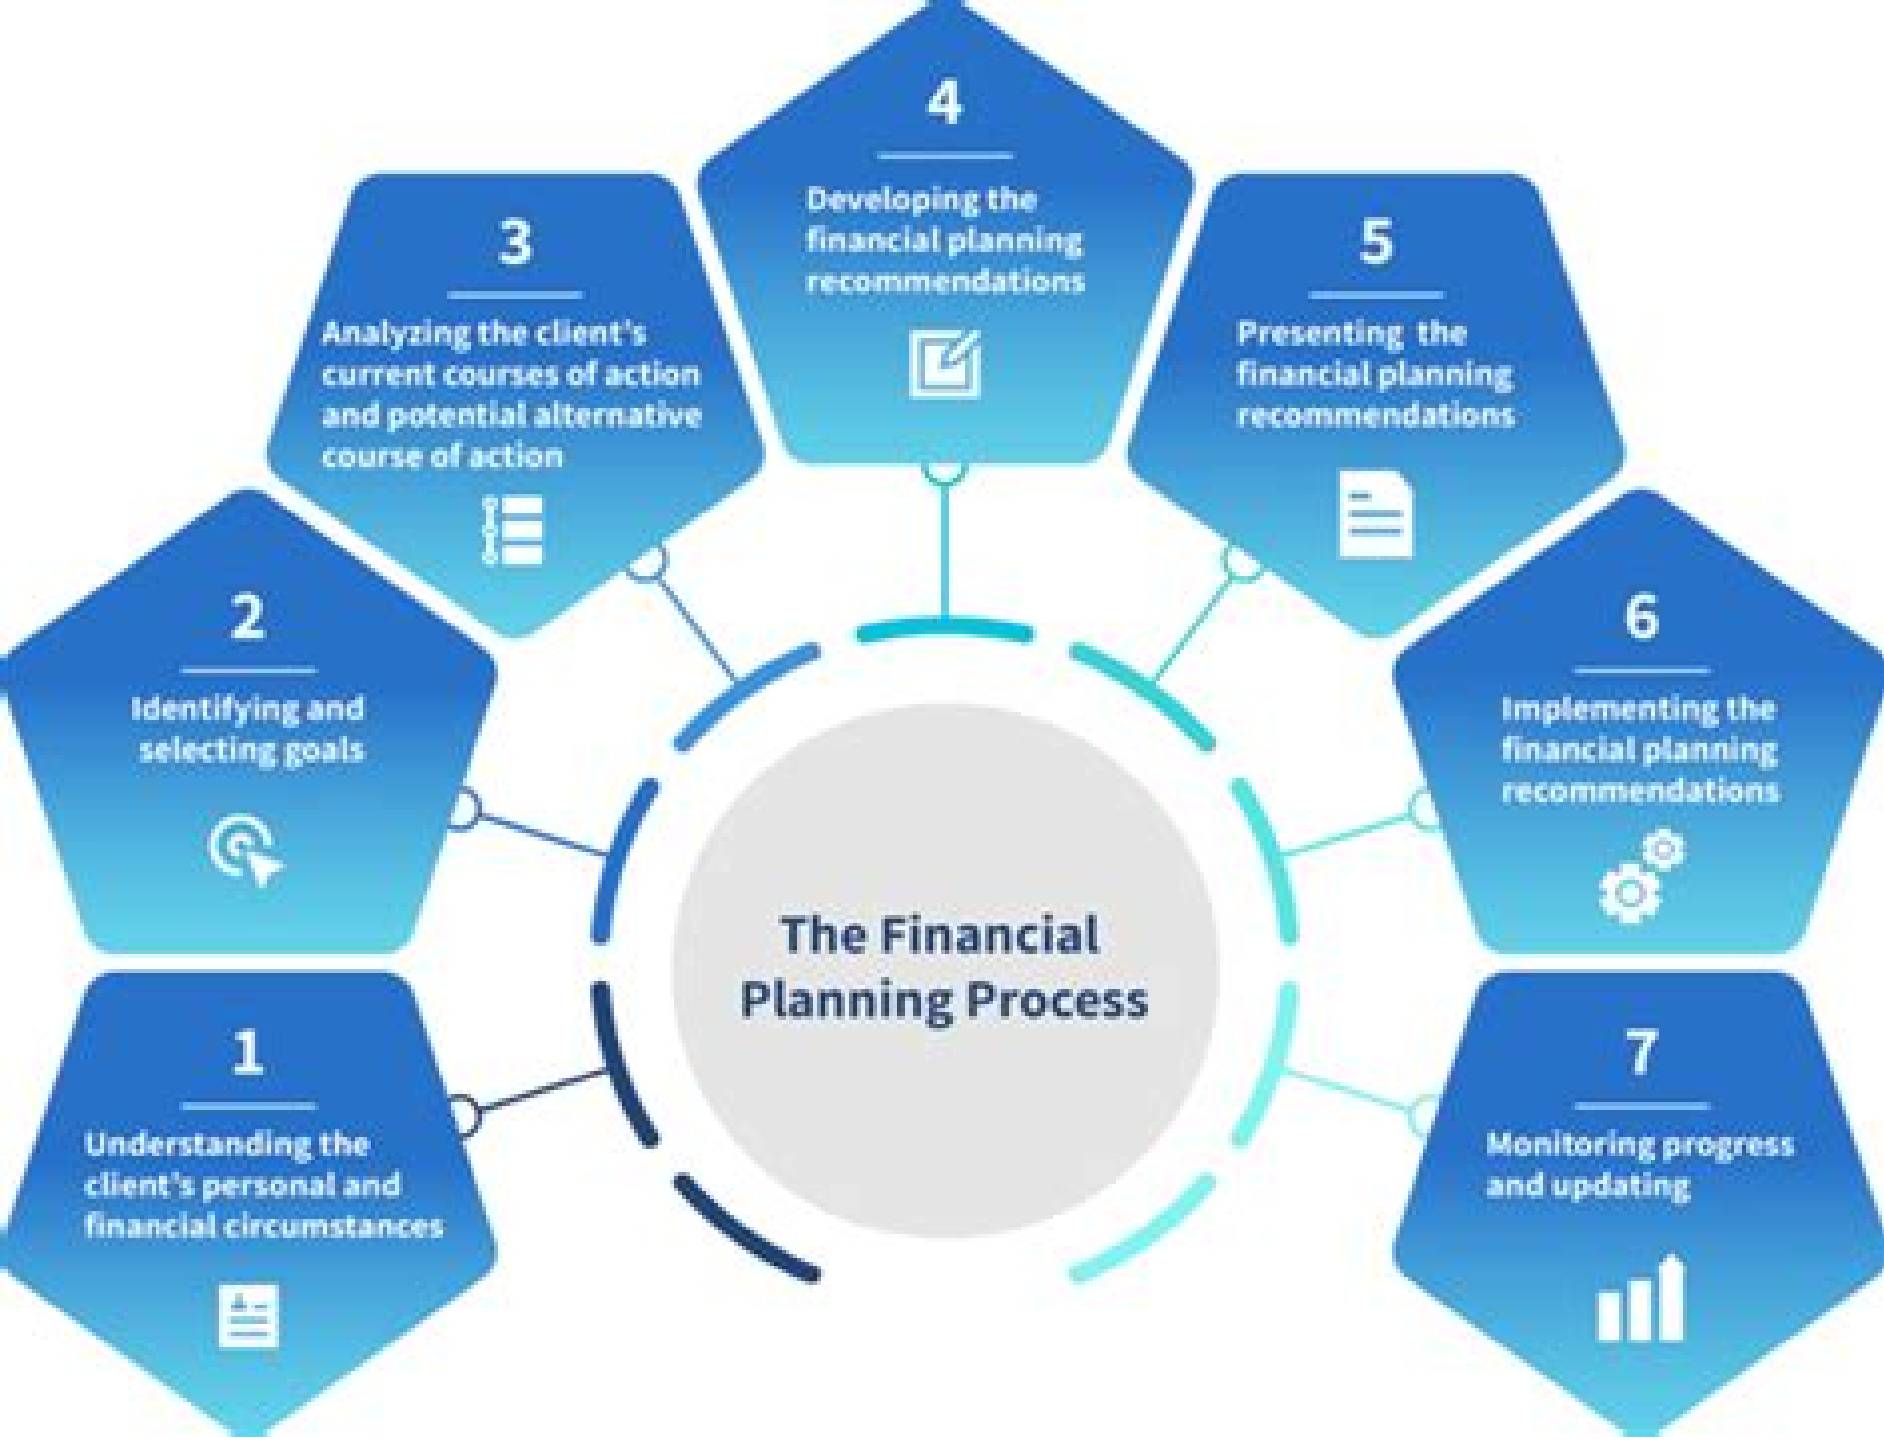 1
Understanding the
client's personal and
financial circumstances
2
Identifying and
selecting goals
3
Analyzing the client's
current courses of action
and potential alternative
course of action
4
Developing the
financial planning
recommendations
5
Presenting the
financial planning
recommendations
6
Implementing the
financial planning
recommendations
7
Monitoring progress
and updating
The Financial
Planning Process